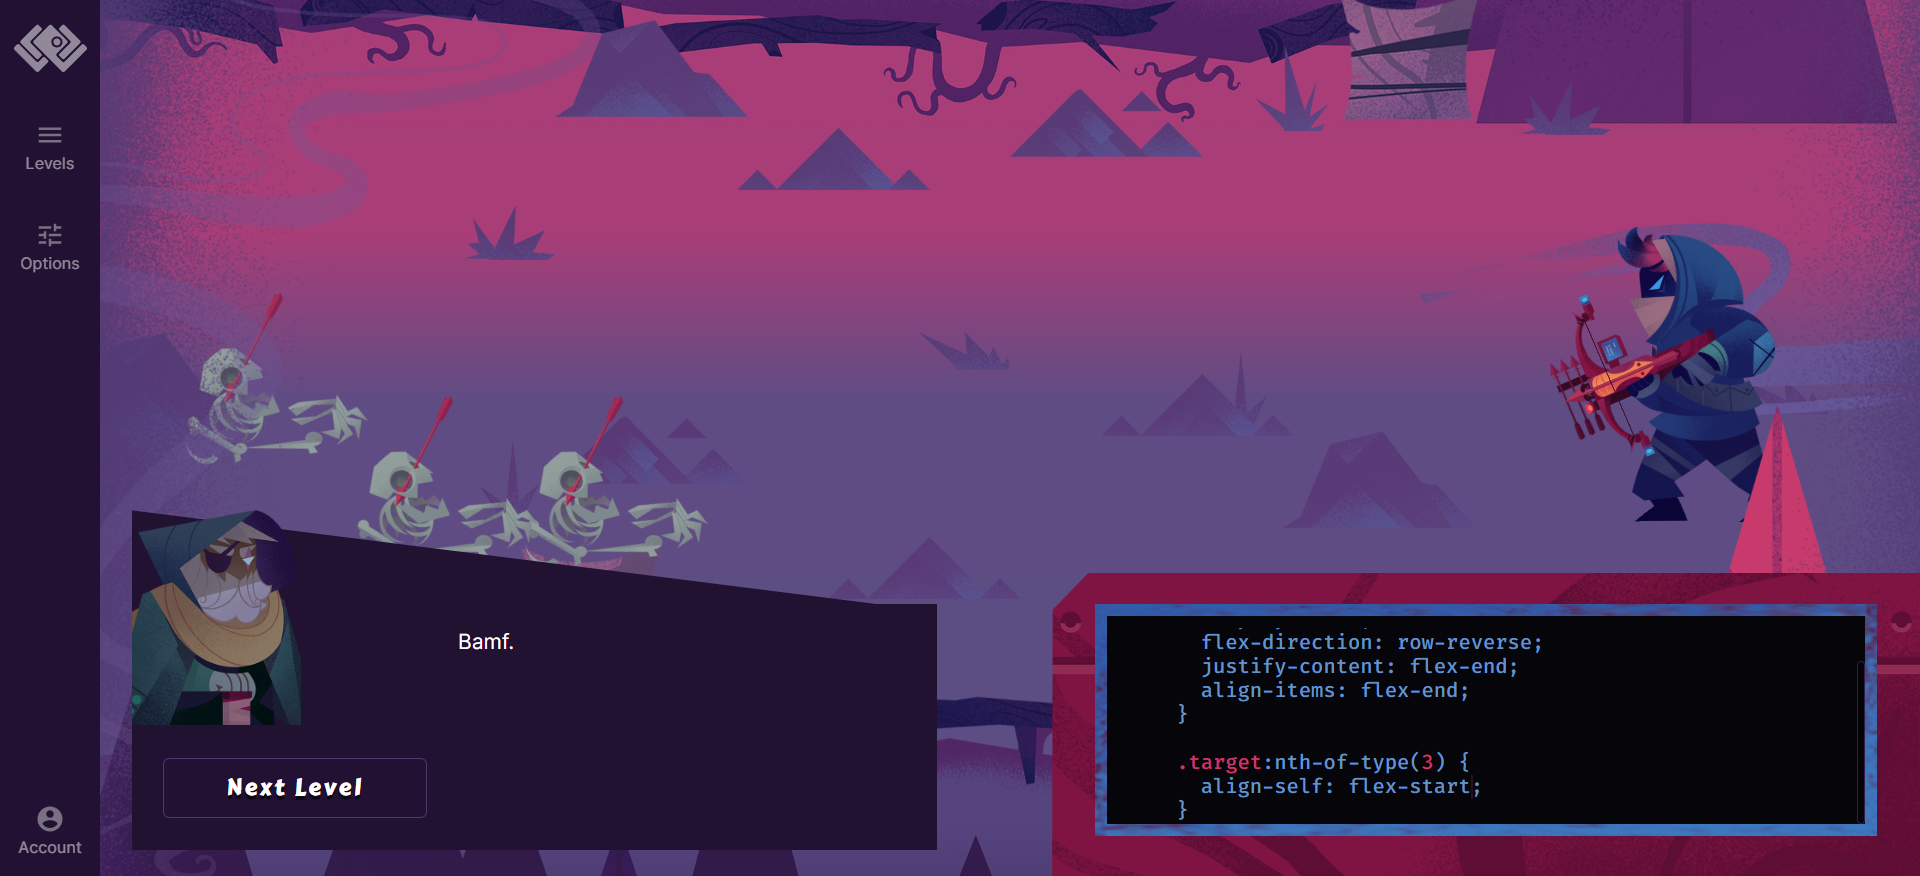 Levels
Options
Account
Bamf.
Next Level
flex-direction: row-reverse;
justify-content: flex-end;
align-items: flex-end;
}
.target:nth-of-type(3) {
align-self: flex-start;
}